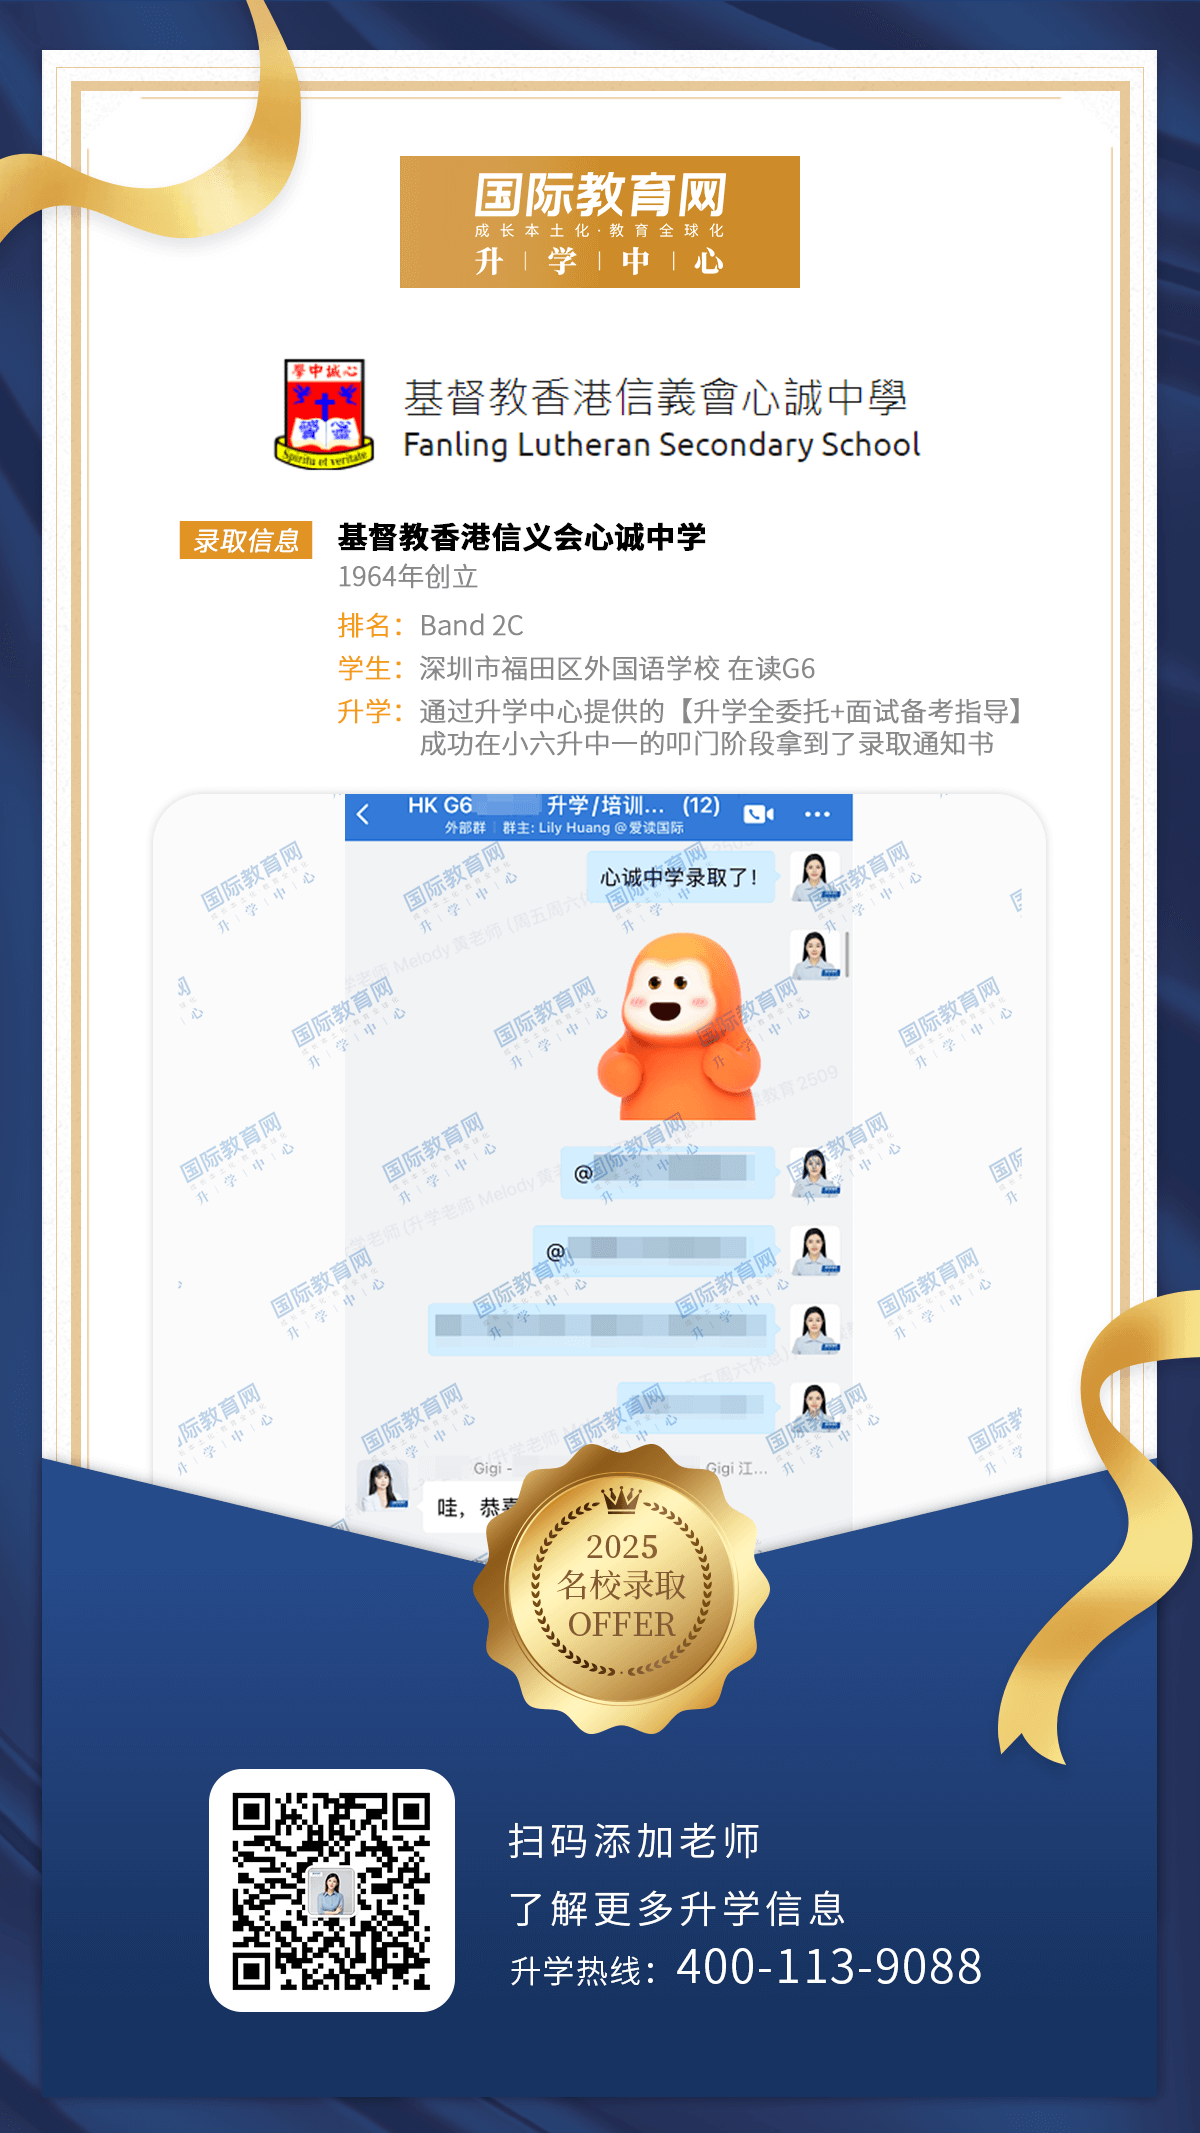 国际教育网
成长本土化·教育全球化
升|学|中|心
學中誠心
Spiritu et veritate
基督教香港信義會心誠中學
Fanling Lutheran Secondary School
录取信息
基督教香港信义会心诚中学
1964年创立
排名：Band 2C
学生：深圳市福田区外国语学校 在读G6
升学：通过升学中心提供的【升学全委托+面试备考指导】
成功在小六升中一的叩门阶段拿到了录取通知书
HK G6 升学/培训... (12)
外部群 | 群主: Lily Huang @爱读国际
心诚中学录取了!
@
@
Gigi -
Gigi 江...
哇，恭喜
2025
名校录取
OFFER
扫码添加老师
了解更多升学信息
升学热线：400-113-9088